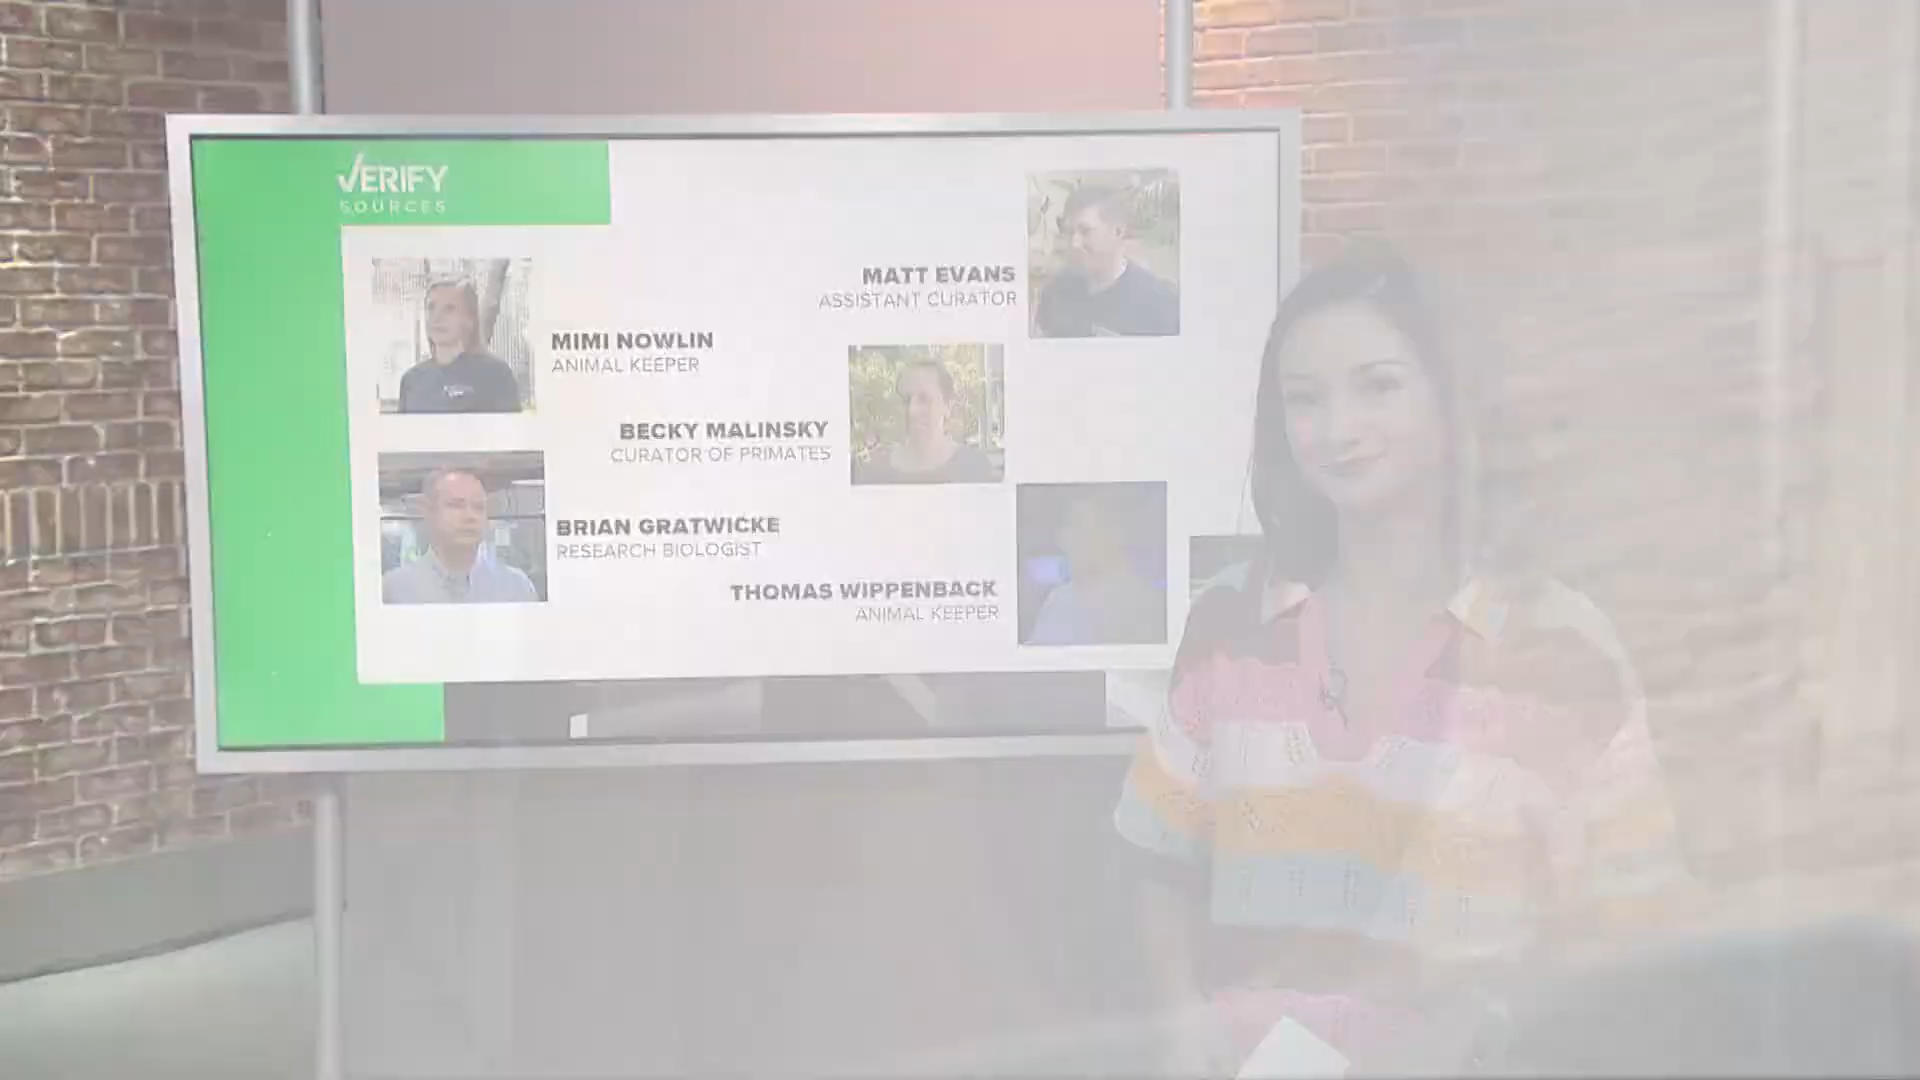 VERIFY
SOURCES
MATT EVANS
ASSISTANT CURATOR
MIMI NOWLIN
ANIMAL KEEPER
BECKY MALINSKY
CURATOR OF PRIMATES
BRIAN GRATWICKE
RESEARCH BIOLOGIST
THOMAS WIPPENBACK
ANIMAL KEEPER